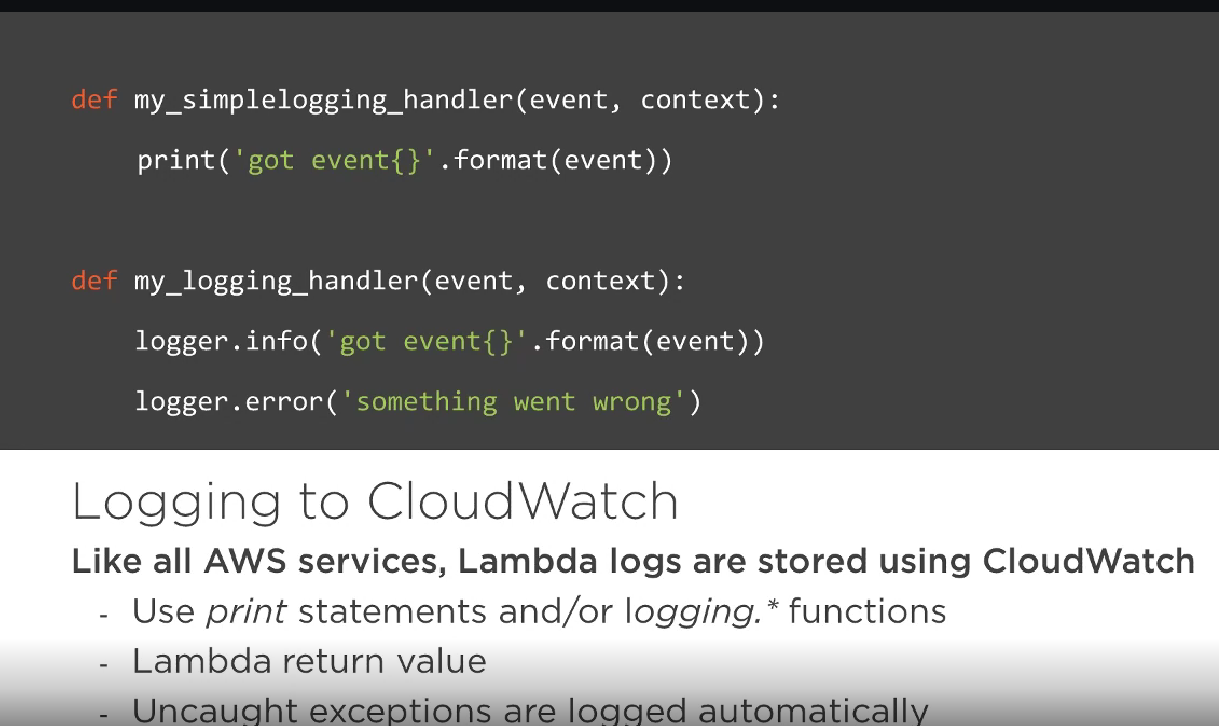 def my_simplelogging_handler(event, context):
print('got event{}'.format(event))
def my_logging_handler(event, context):
logger.info('got event{}'.format(event))
logger.error('something went wrong')
Logging to CloudWatch
Like all AWS services, Lambda logs are stored using CloudWatch
- Use print statements and/or logging.* functions
- Lambda return value
- Uncaught exceptions are logged automatically